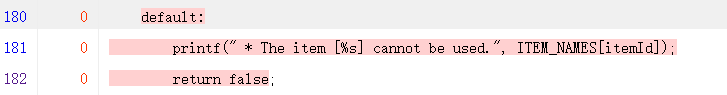 180 0 default:
181 0 printf(" * The item [%s] cannot be used.", ITEM_NAMES[itemId]);
182 0 return false;